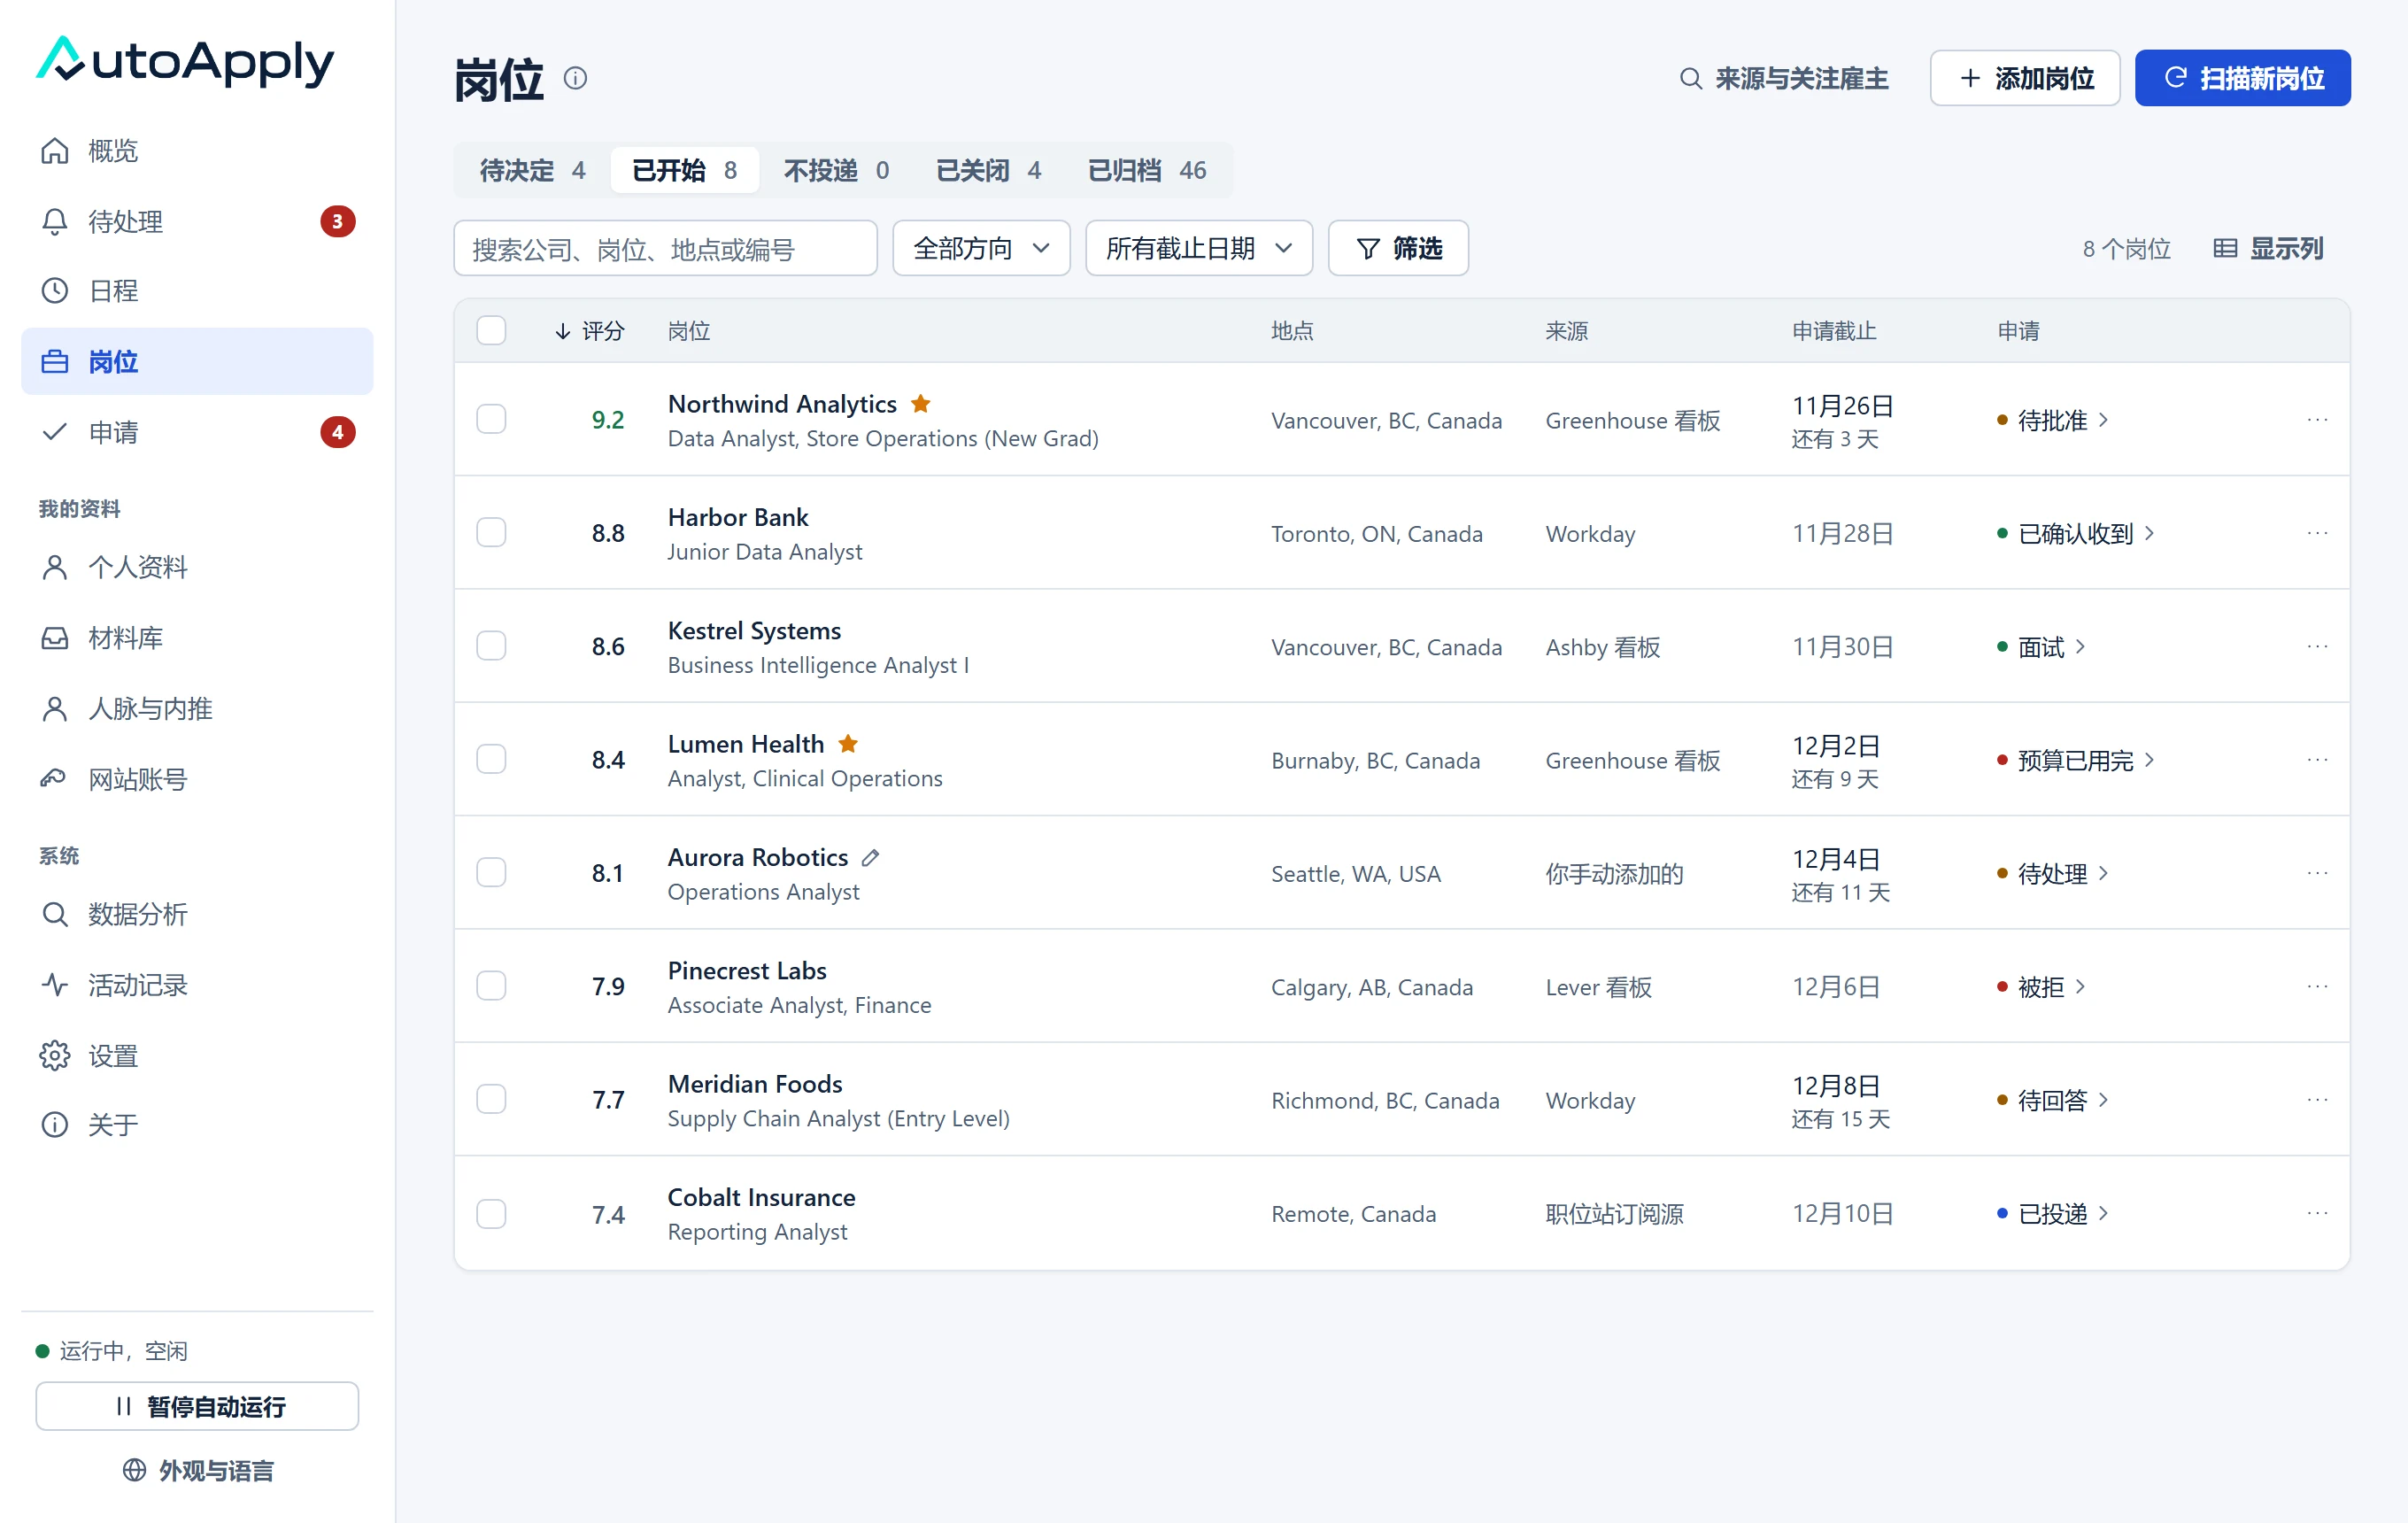 AutoApply
概览
待处理 3
日程
岗位
申请 4
我的资料
个人资料
材料库
人脉与内推
网站账号
系统
数据分析
活动记录
设置
关于
运行中，空闲
暂停自动运行
外观与语言
岗位
来源与关注雇主
添加岗位
扫描新岗位
待决定 4 已开始 8 不投递 0 已关闭 4 已归档 46
搜索公司、岗位、地点或编号 全部方向 所有截止日期 筛选 8 个岗位 显示列
评分 岗位 地点 来源 申请截止 申请
9.2 Northwind Analytics Vancouver, BC, Canada Greenhouse 看板 11月26日 待批准
Data Analyst, Store Operations (New Grad) 还有 3 天
8.8 Harbor Bank Toronto, ON, Canada Workday 11月28日 已确认收到
Junior Data Analyst
8.6 Kestrel Systems Vancouver, BC, Canada Ashby 看板 11月30日 面试
Business Intelligence Analyst I
8.4 Lumen Health Burnaby, BC, Canada Greenhouse 看板 12月2日 预算已用完
Analyst, Clinical Operations 还有 9 天
8.1 Aurora Robotics Seattle, WA, USA 你手动添加的 12月4日 待处理
Operations Analyst 还有 11 天
7.9 Pinecrest Labs Calgary, AB, Canada Lever 看板 12月6日 被拒
Associate Analyst, Finance
7.7 Meridian Foods Richmond, BC, Canada Workday 12月8日 待回答
Supply Chain Analyst (Entry Level) 还有 15 天
7.4 Cobalt Insurance Remote, Canada 职位站订阅源 12月10日 已投递
Reporting Analyst